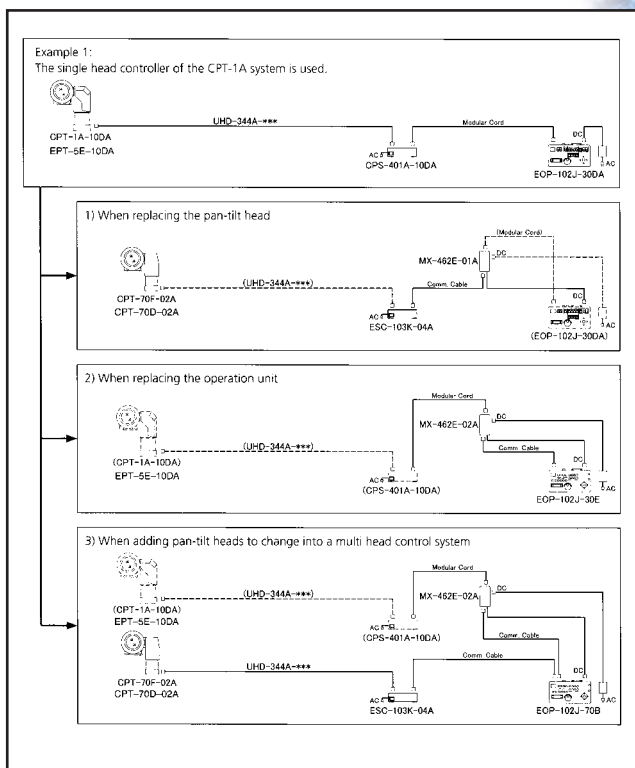 Example 1:
The single head controller of the CPT-1A system is used.
UHD-344A-***
Modular Cord
DC
AC
AC
CPT-1A-10DA
EPT-5E-10DA
CPS-401A-10DA
EOP-102J-30DA
1) When replacing the pan-tilt head
(Modular Cord)
MX-462E-01A
DC
(UHD-344A-***)
Comm. Cable
DC
AC
AC
CPT-70F-02A
CPT-70D-02A
ESC-103K-04A
(EOP-102J-30DA)
2) When replacing the operation unit
Modular Cord
MX-462E-02A
DC
(UHD-344A-***)
Comm. Cable
DC
AC
AC
(CPT-1A-10DA)
EPT-5E-10DA
(CPS-401A-10DA)
EOP-102J-30E
3) When adding pan-tilt heads to change into a multi head control system
Modular Cord
(UHD-344A-***)
MX-462E-02A
DC
(CPT-1A-10DA)
EPT-5E-10DA
AC
(CPS-401A-10DA)
Comm. Cable
UHD-344A-***
Comm. Cable
DC
AC
AC
CPT-70F-02A
CPT-70D-02A
ESC-103K-04A
EOP-102J-70B